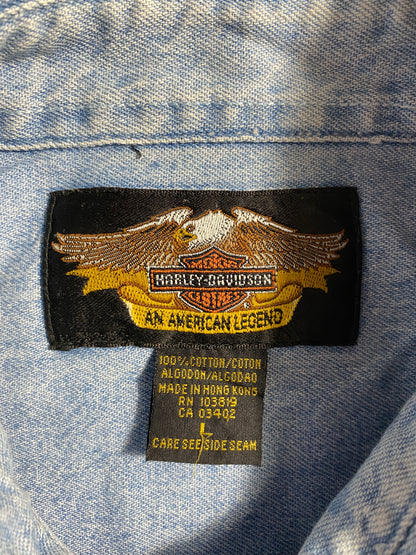 MOTOR
HARLEY-DAVIDSON
CYCLES
AN AMERICAN LEGEND
100% COTTON/COTON
ALGODON/ALGODAO
MADE IN HONG KONG
RN 103819
CA 03402
L
CARE SEE SIDE SEAM